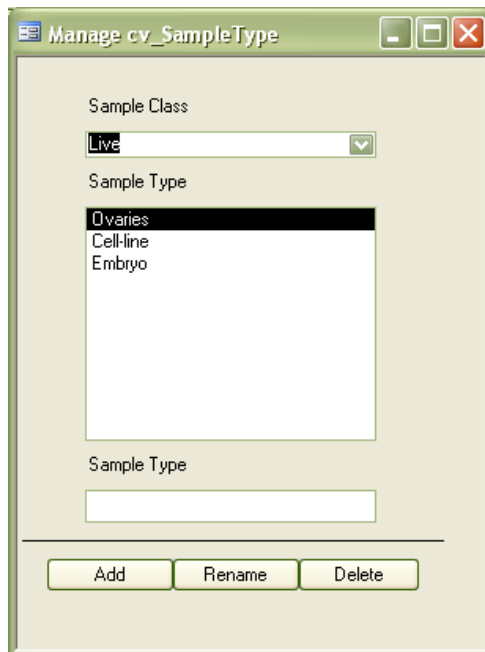 Manage cv_SampleType
Sample Class
Live
Sample Type
Ovaries
Cell-line
Embryo
Sample Type
Add Rename Delete